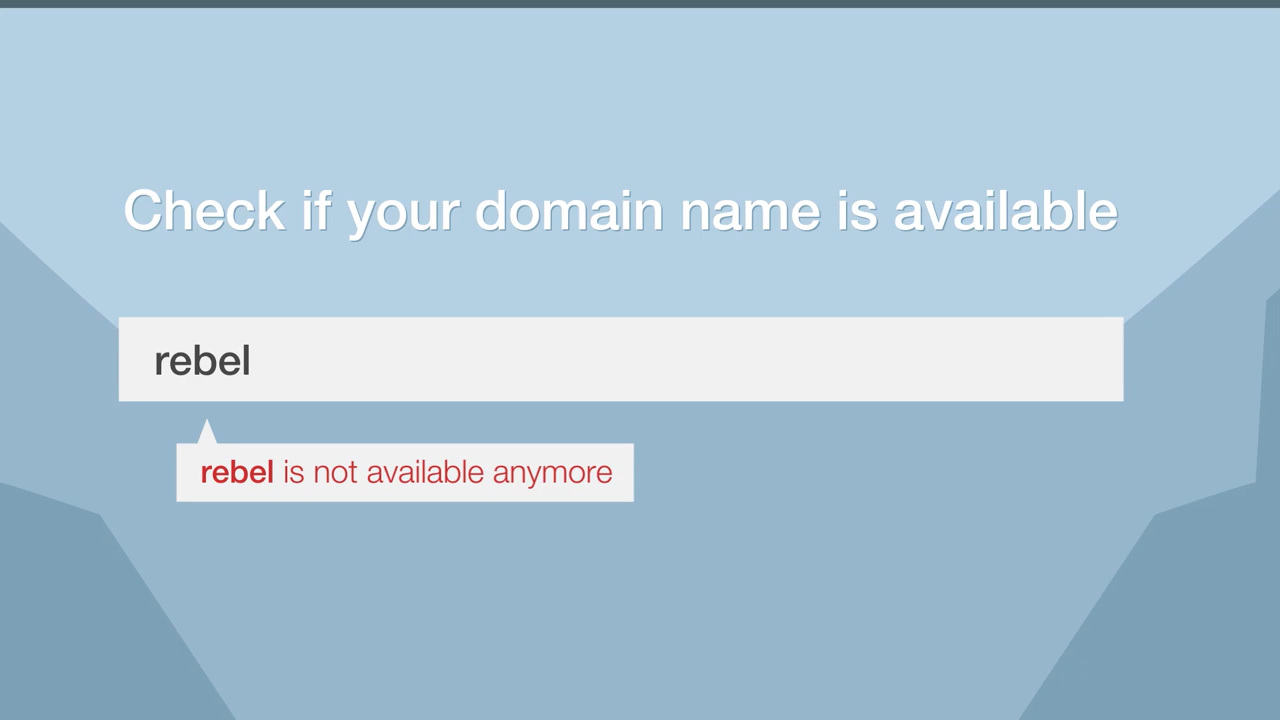 Check if your domain name is available
rebel
rebel is not available anymore